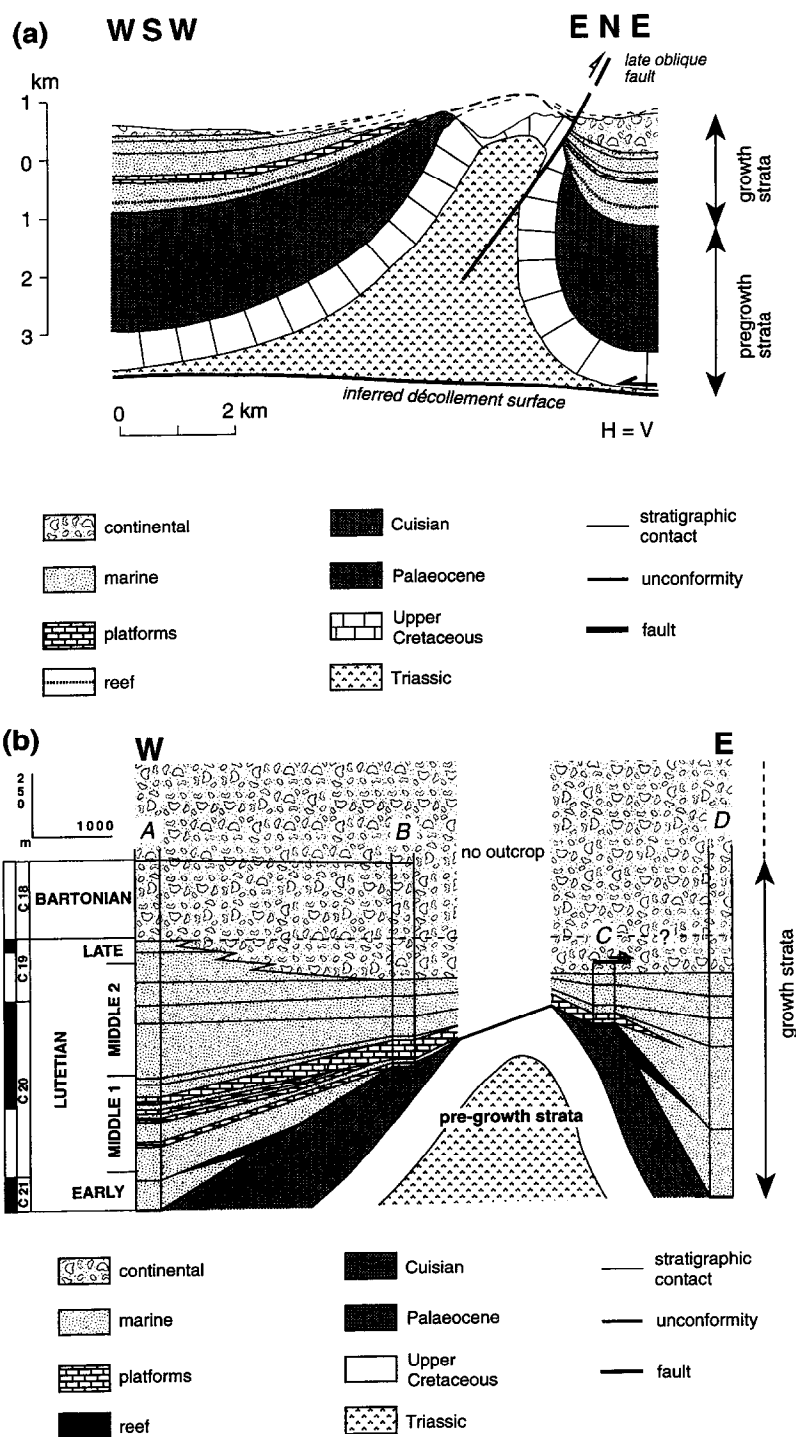 (a) WSW ENE
late oblique
fault
km
1
0
1
2
3
growth
strata
pregrowth
strata
inferred décollement surface
0 2 km
H = V
continental
marine
platforms
reef
Cuisian
Palaeocene
Upper
Cretaceous
Triassic
stratigraphic
contact
unconformity
fault
(b) W E
250
m
1000
A B
no outcrop
C ?
D
C 18
C 19
C 20
C 21
BARTONIAN
LUTETIAN
LATE
MIDDLE 2
MIDDLE 1
EARLY
pre-growth strata
growth strata
continental
marine
platforms
reef
Cuisian
Palaeocene
Upper
Cretaceous
Triassic
stratigraphic
contact
unconformity
fault